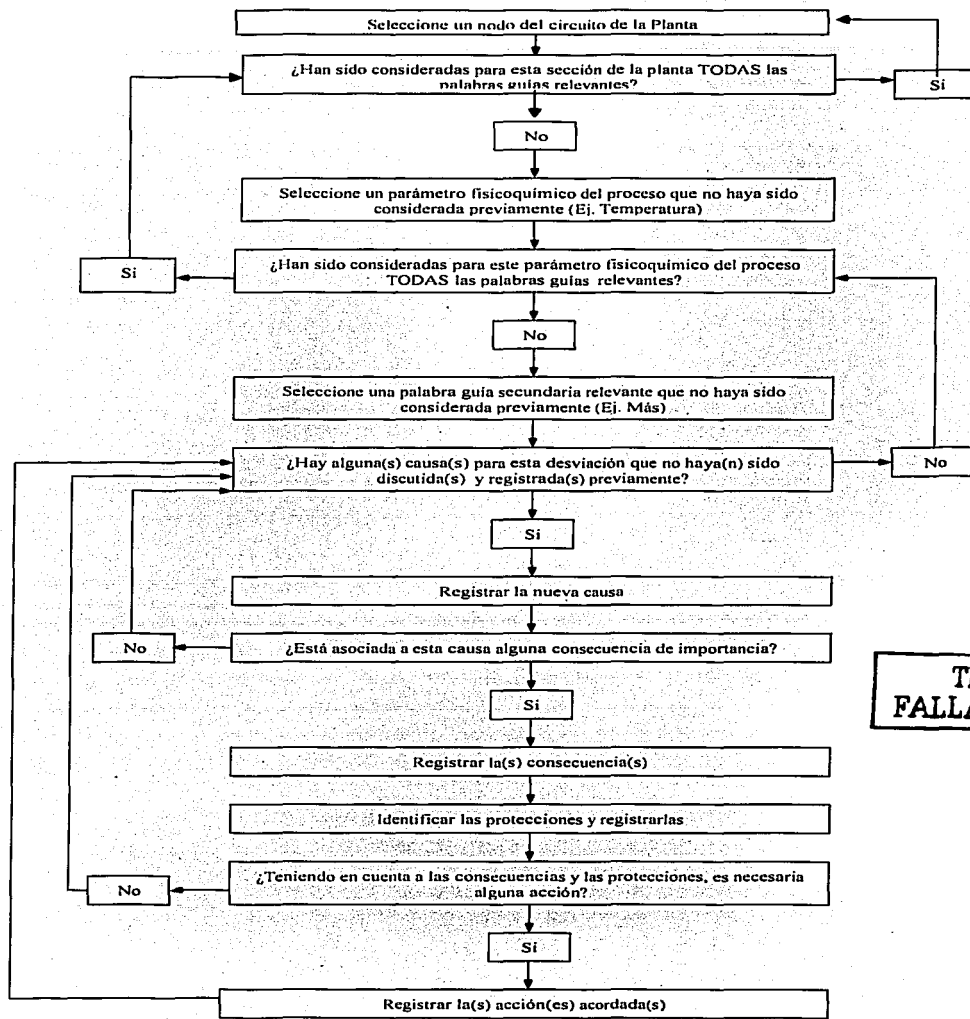 Seleccione un nodo del circuito de la Planta
¿Han sido consideradas para esta sección de la planta TODAS las
palabras guías relevantes?
Si
No
Seleccione un parámetro fisicoquímico del proceso que no haya sido
considerada previamente (Ej. Temperatura)
Si
¿Han sido consideradas para este parámetro fisicoquímico del proceso
TODAS las palabras guías relevantes?
No
Seleccione una palabra guía secundaria relevante que no haya sido
considerada previamente (Ej. Más)
¿Hay alguna(s) causa(s) para esta desviación que no haya(n) sido
discutida(s) y registrada(s) previamente?
No
Si
Registrar la nueva causa
No
¿Está asociada a esta causa alguna consecuencia de importancia?
Si
Registrar la(s) consecuencia(s)
Identificar las protecciones y registrarlas
No
¿Teniendo en cuenta a las consecuencias y las protecciones, es necesaria
alguna acción?
Si
Registrar la(s) acción(es) acordada(s)
FALLA